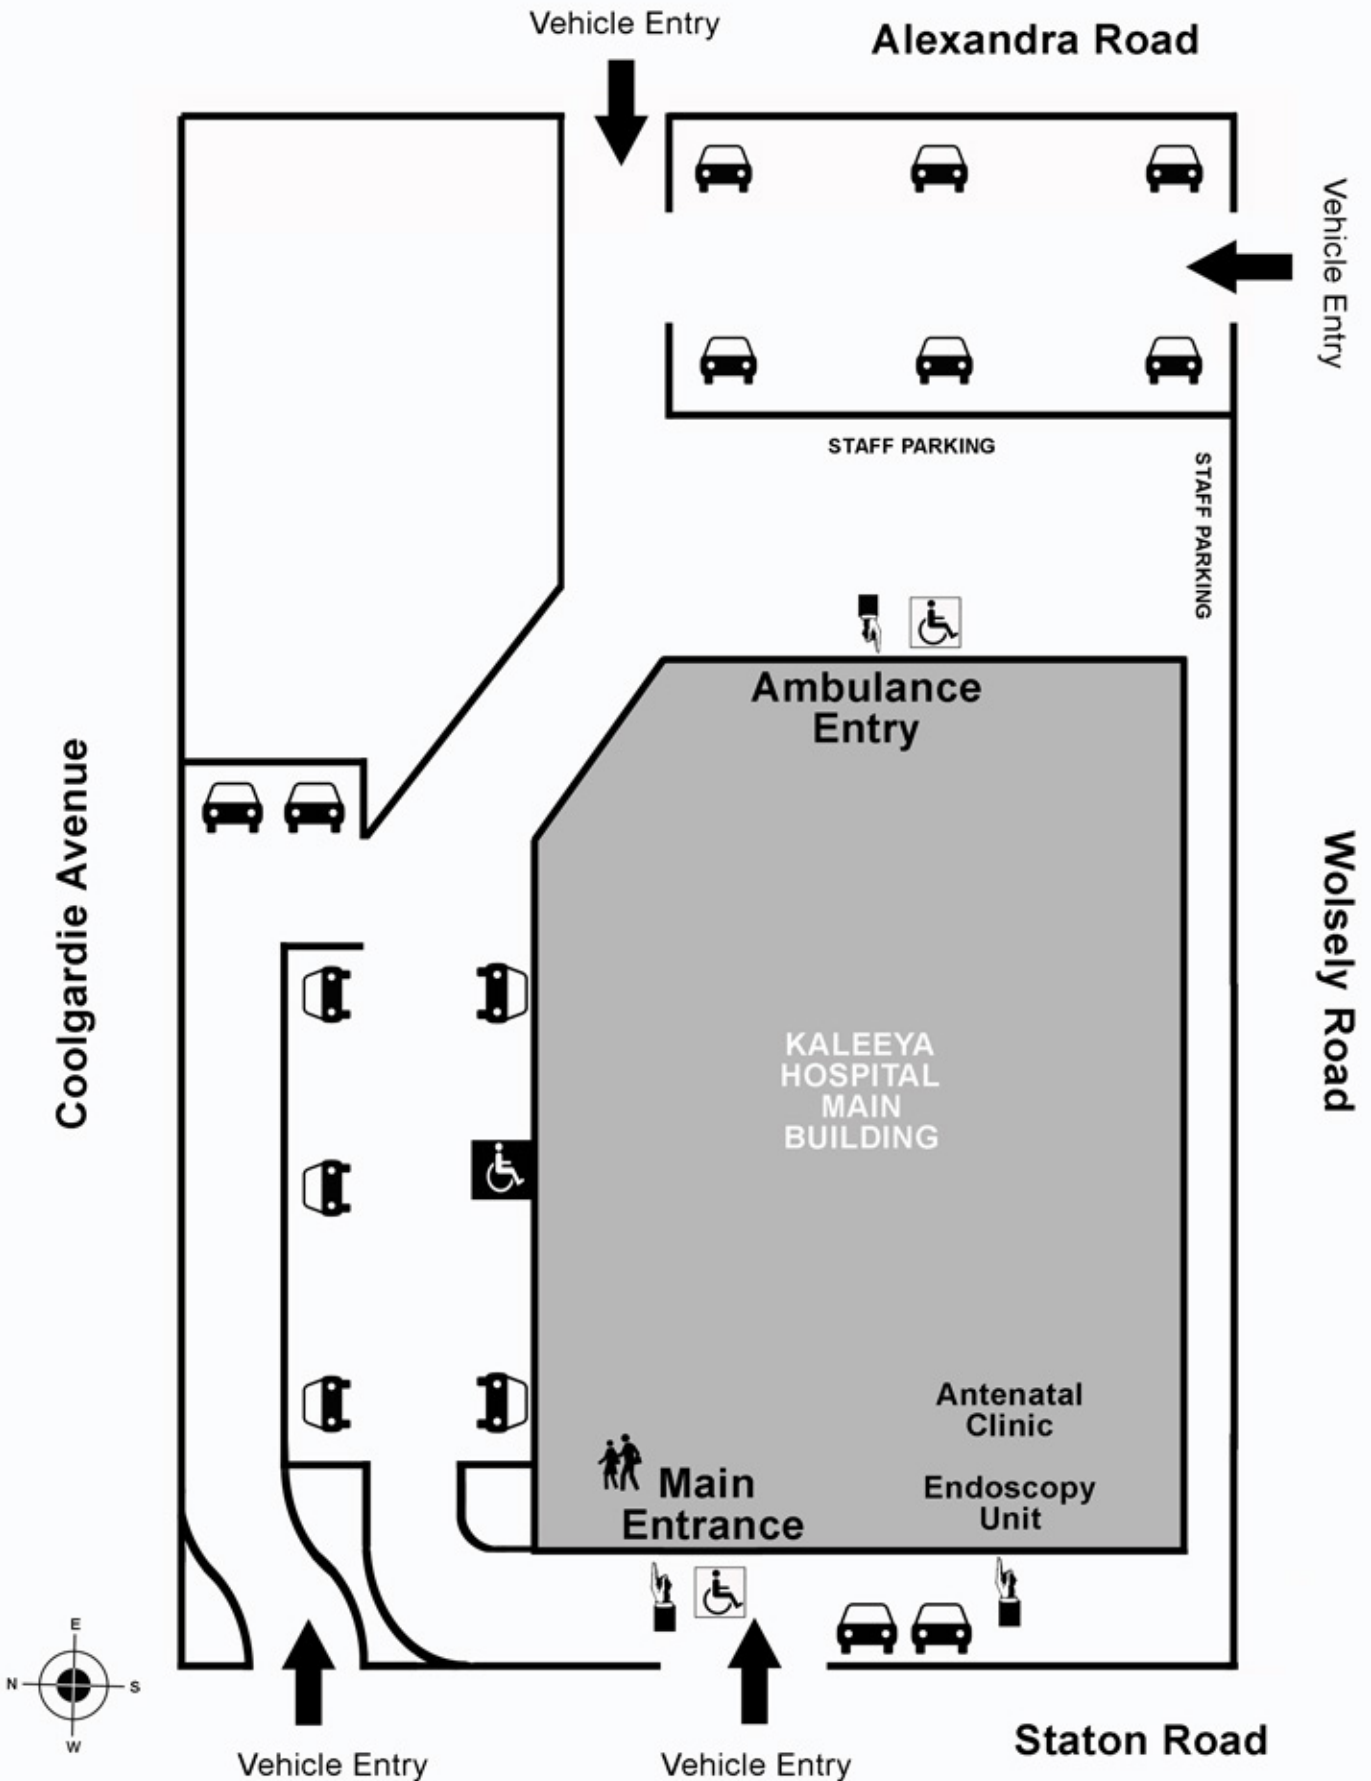 Vehicle Entry
Alexandra Road
Vehicle Entry
STAFF PARKING
STAFF PARKING
Ambulance
Entry
Coolgardie Avenue
Wolsely Road
KALEEYA
HOSPITAL
MAIN
BUILDING
Antenatal
Clinic
Main
Entrance
Endoscopy
Unit
E
N
S
W
Staton Road
Vehicle Entry
Vehicle Entry